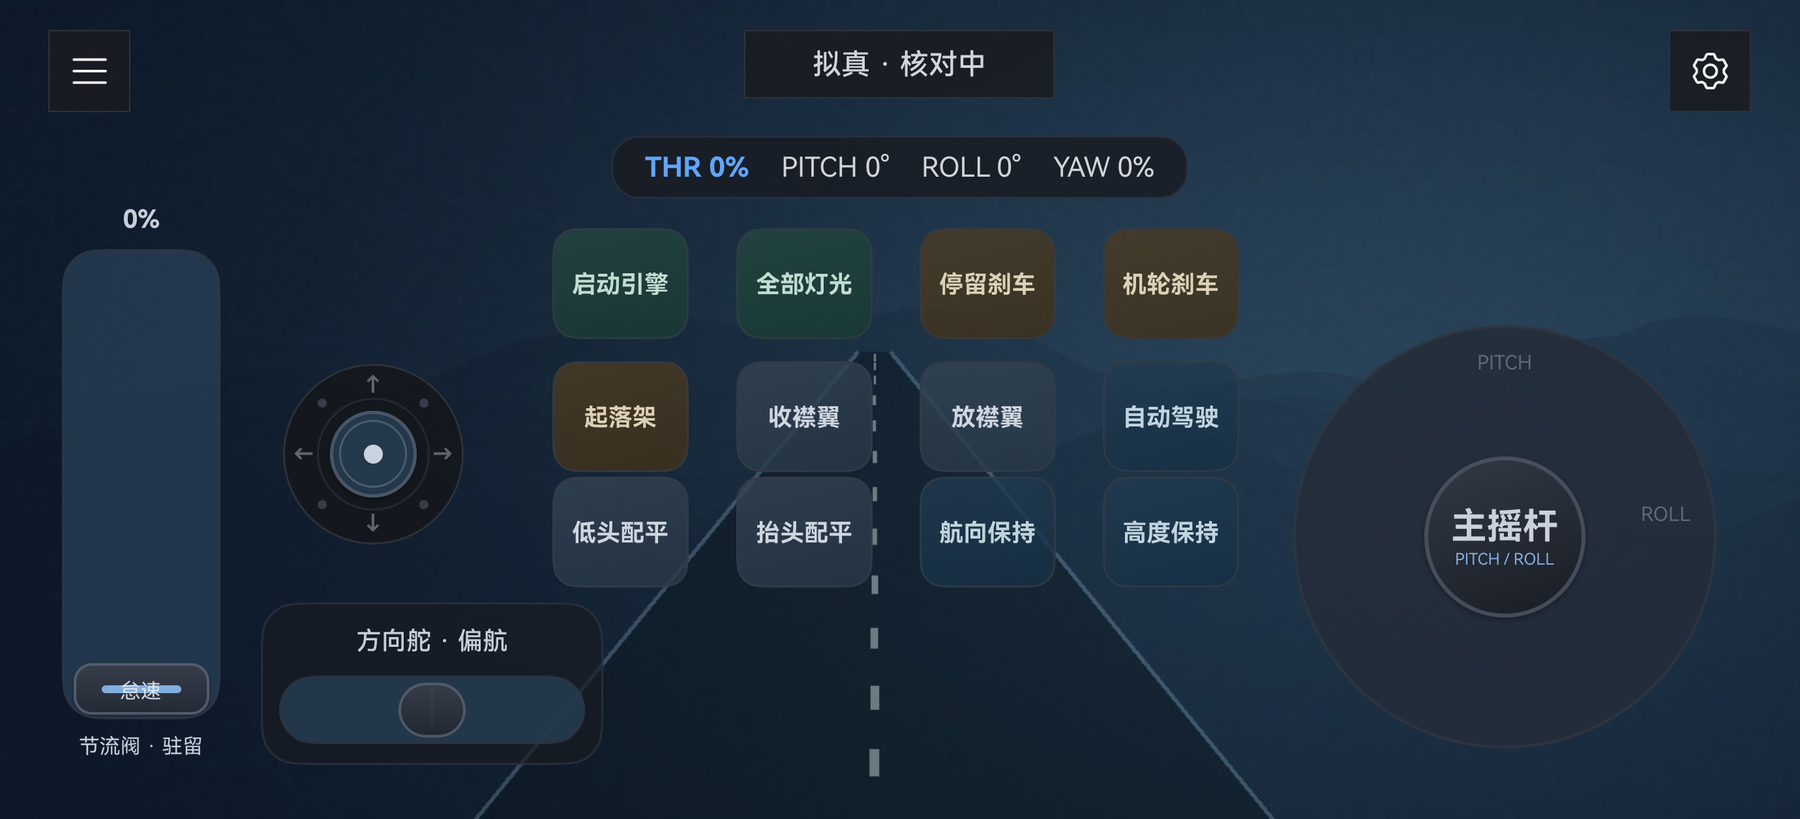 拟真 · 核对中
THR 0% PITCH 0° ROLL 0° YAW 0%
0%
启动引擎 全部灯光 停留刹车 机轮刹车
起落架 收襟翼 放襟翼 自动驾驶
低头配平 抬头配平 航向保持 高度保持
PITCH
ROLL
主摇杆
PITCH / ROLL
方向舵 · 偏航
怠速
节流阀 · 驻留